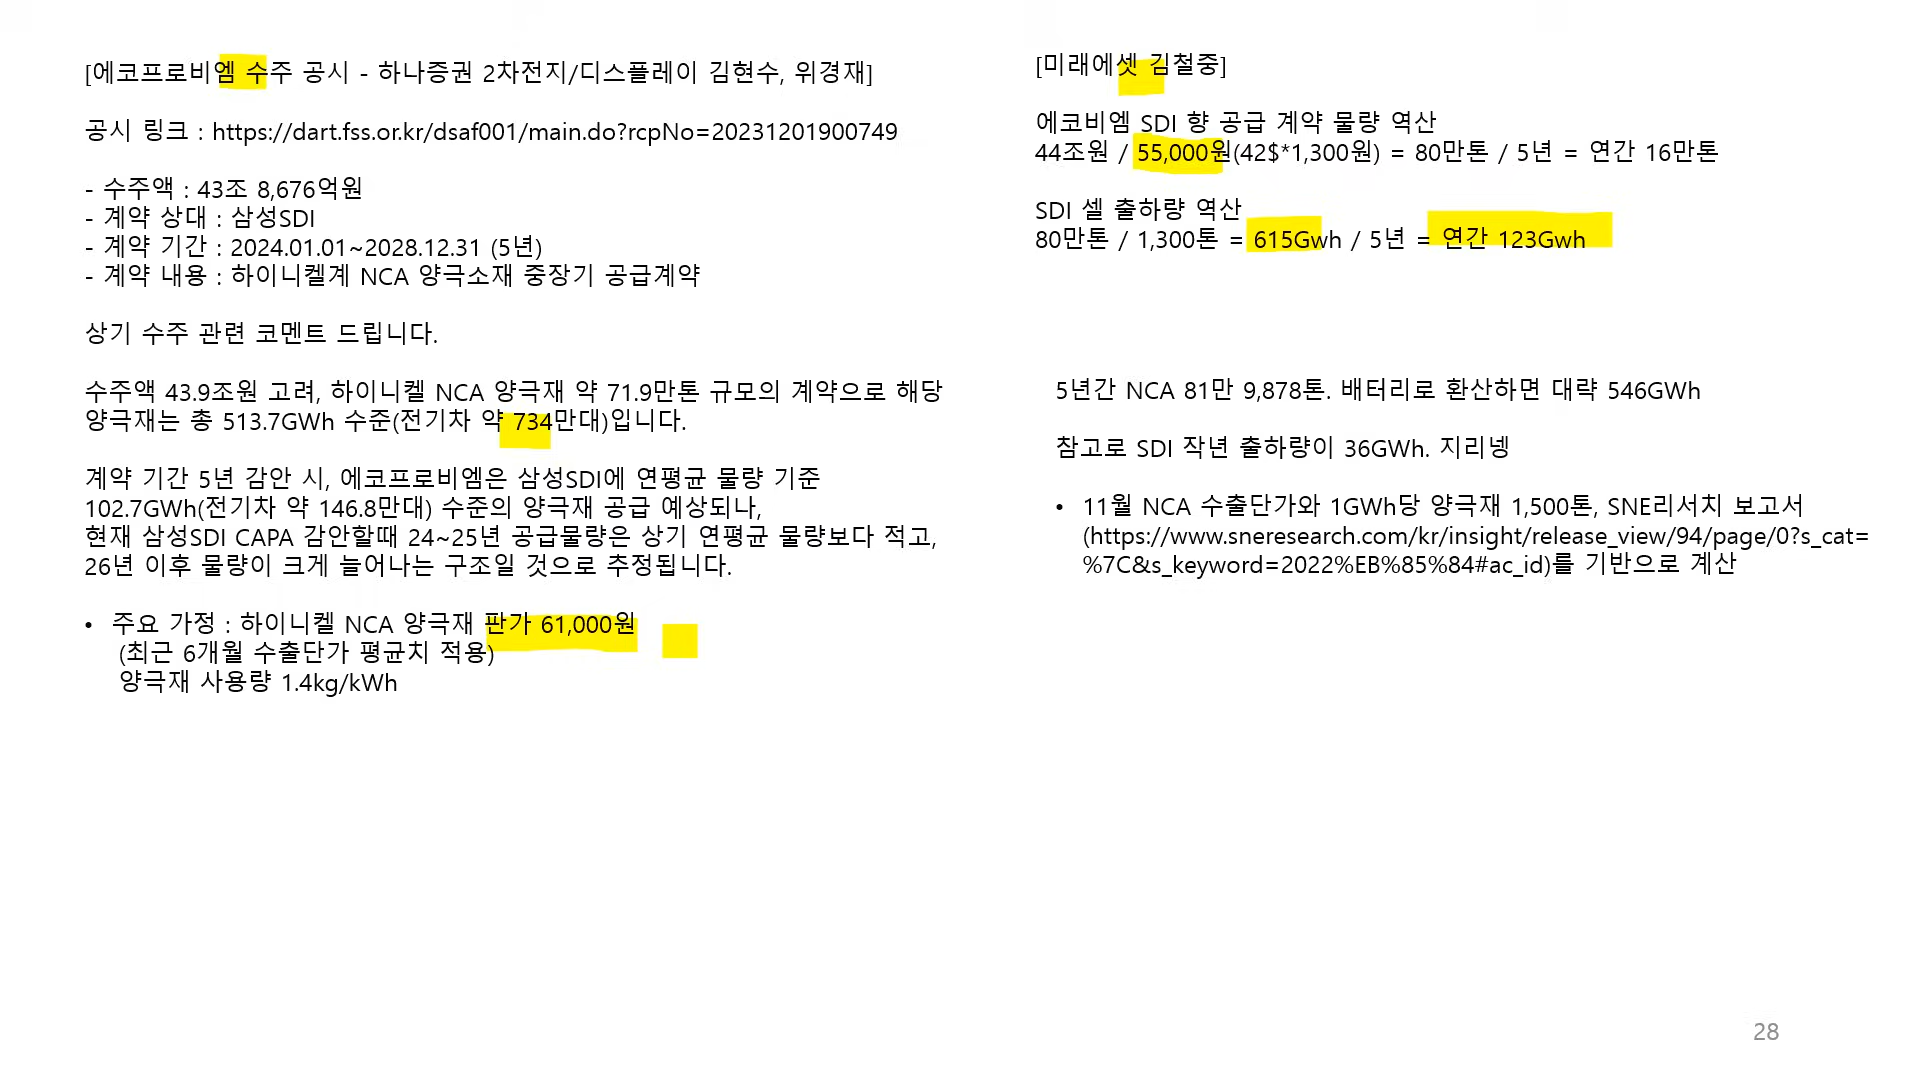 [에코프로비엠 수주 공시 - 하나증권 2차전지/디스플레이 김현수, 위경재]
공시 링크 : https://dart.fss.or.kr/dsaf001/main.do?rcpNo=20231201900749
- 수주액 : 43조 8,676억원
- 계약 상대 : 삼성SDI
- 계약 기간 : 2024.01.01~2028.12.31 (5년)
- 계약 내용 : 하이니켈계 NCA 양극소재 중장기 공급계약
상기 수주 관련 코멘트 드립니다.
수주액 43.9조원 고려, 하이니켈 NCA 양극재 약 71.9만톤 규모의 계약으로 해당
양극재는 총 513.7GWh 수준(전기차 약 734만대)입니다.
계약 기간 5년 감안 시, 에코프로비엠은 삼성SDI에 연평균 물량 기준
102.7GWh(전기차 약 146.8만대) 수준의 양극재 공급 예상되나,
현재 삼성SDI CAPA 감안할때 24~25년 공급물량은 상기 연평균 물량보다 적고,
26년 이후 물량이 크게 늘어나는 구조일 것으로 추정됩니다.
• 주요 가정 : 하이니켈 NCA 양극재 판가 61,000원
(최근 6개월 수출단가 평균치 적용)
양극재 사용량 1.4kg/kWh
[미래에셋 김철중]
에코비엠 SDI 향 공급 계약 물량 역산
44조원 / 55,000원(42$*1,300원) = 80만톤 / 5년 = 연간 16만톤
SDI 셀 출하량 역산
80만톤 / 1,300톤 = 615Gwh / 5년 = 연간 123Gwh
5년간 NCA 81만 9,878톤. 배터리로 환산하면 대략 546GWh
참고로 SDI 작년 출하량이 36GWh. 지리넹
• 11월 NCA 수출단가와 1GWh당 양극재 1,500톤, SNE리서치 보고서
(https://www.sneresearch.com/kr/insight/release_view/94/page/0?s_cat=
%7C&s_keyword=2022%EB%85%84#ac_id)를 기반으로 계산
28